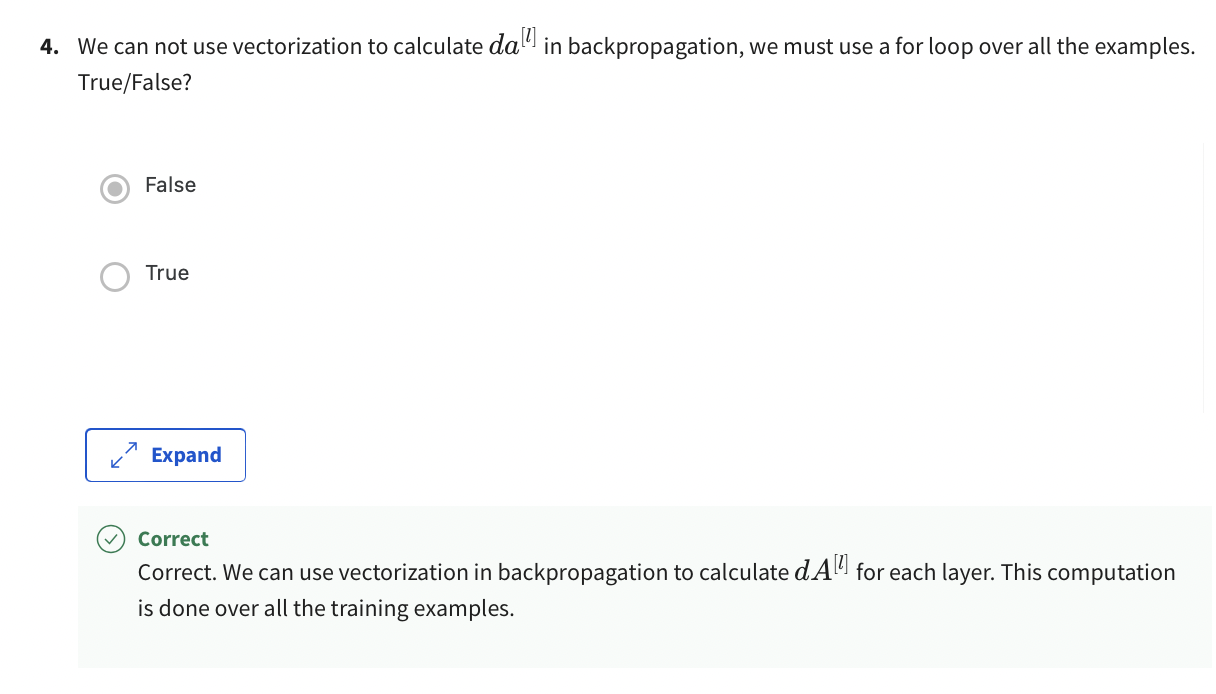 4. We can not use vectorization to calculate da^[l] in backpropagation, we must use a for loop over all the examples.
True/False?
False
True
Expand
Correct
Correct. We can use vectorization in backpropagation to calculate dA^[l] for each layer. This computation
is done over all the training examples.